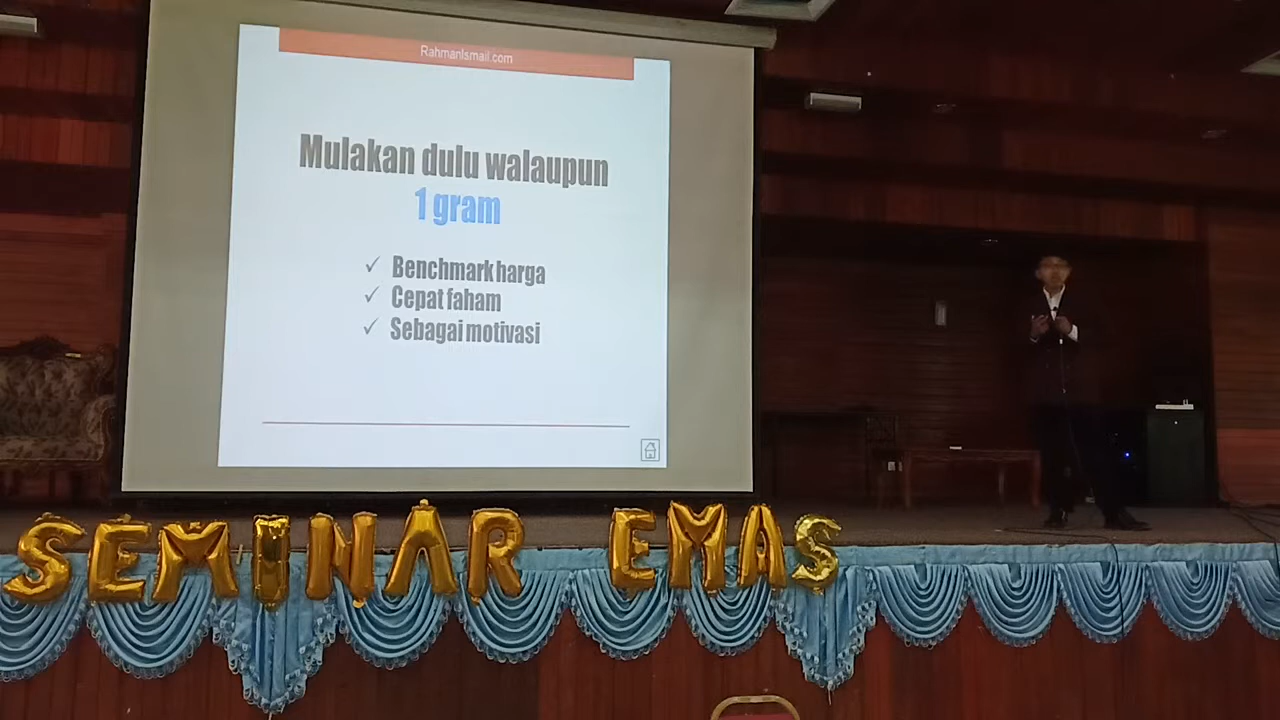 RahmanIsmail.com
Mulakan dulu walaupun
1 gram
✓ Benchmark harga
✓ Cepat faham
✓ Sebagai motivasi
SEMINAR EMAS